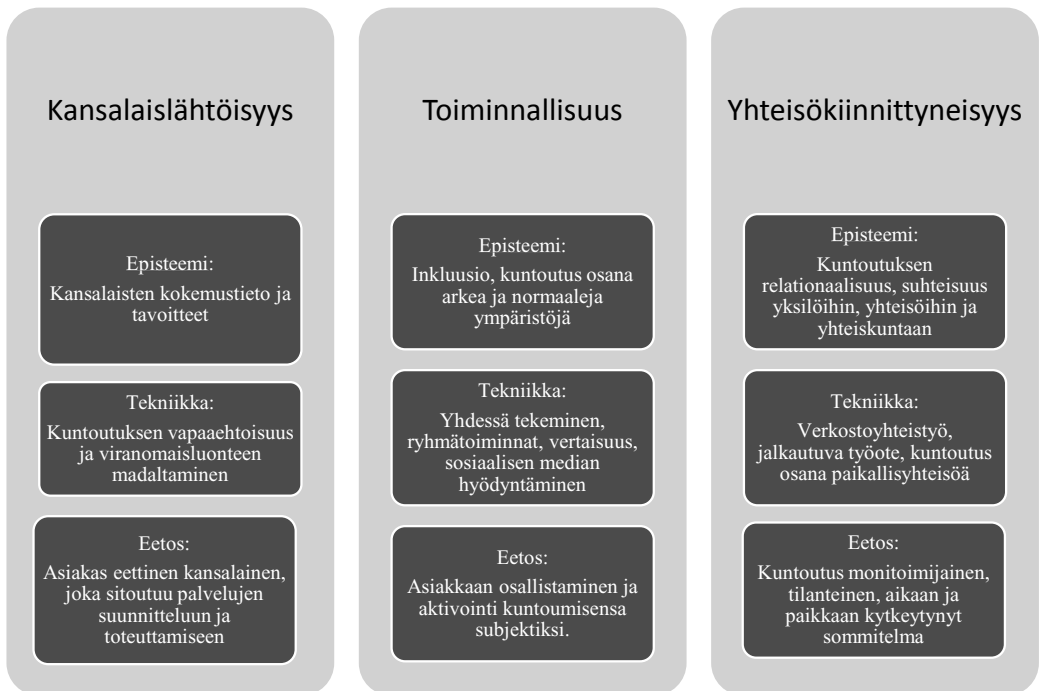 Kansalaislähtöisyys
Episteemi:
Kansalaisten kokemustieto ja
tavoitteet
Tekniikka:
Kuntoutuksen vapaaehtoisuus
ja viranomaisluonteen
madaltaminen
Eetos:
Asiakas eettinen kansalainen,
joka sitoutuu palvelujen
suunnitteluun ja
toteuttamiseen
Toiminnallisuus
Episteemi:
Inkluusio, kuntoutus osana
arkea ja normaaleja
ympäristöjä
Tekniikka:
Yhdessä tekeminen,
ryhmätoiminnat, vertaisuus,
sosiaalisen median
hyödyntäminen
Eetos:
Asiakkaan osallistaminen ja
aktivointi kuntoumisensa
subjektiksi.
Yhteisökiinnittyneisyys
Episteemi:
Kuntoutuksen
relationaalisuus, suhteisuus
yksilöihin, yhteisöihin ja
yhteiskuntaan
Tekniikka:
Verkostoyhteistyö,
jalkautuva työote, kuntoutus
osana paikallisyhteisöä
Eetos:
Kuntoutus monitoimijainen,
tilanteinen, aikaan ja
paikkaan kytkeytynyt
sommitelma